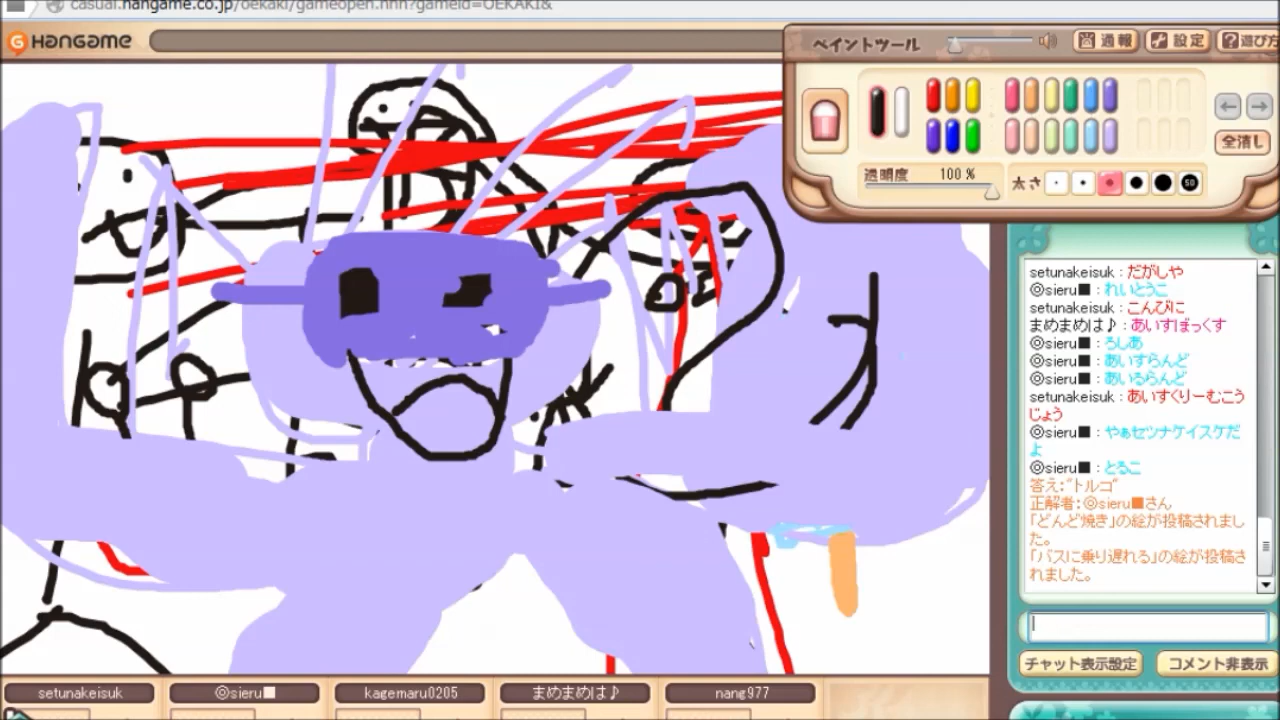 casual.hangame.co.jp/oekaki/gameopen.nhn?gameid=OEKAKI&
HANGAME
ペイントツール
通報
設定
遊び方
全消し
透明度 100 %
太さ
50
setunakeisuk : だがしや
◎sieru■ : れいとうこ
setunakeisuk : こんびに
まめまめは♪ : あいすぼっくす
◎sieru■ : ろしあ
◎sieru■ : あいすらんど
◎sieru■ : あいるらんど
setunakeisuk : あいすくりーむこう
じょう
◎sieru■ : やぁセツナケイスケだ
よ
◎sieru■ : とるこ
答え:"トルコ"
正解者:◎sieru■さん
「どんど焼き」の絵が投稿されまし
た。
「バスに乗り遅れる」の絵が投稿さ
れました。
チャット表示設定
コメント非表示
setunakeisuk
◎sieru■
kagemaru0205
まめまめは♪
nang977